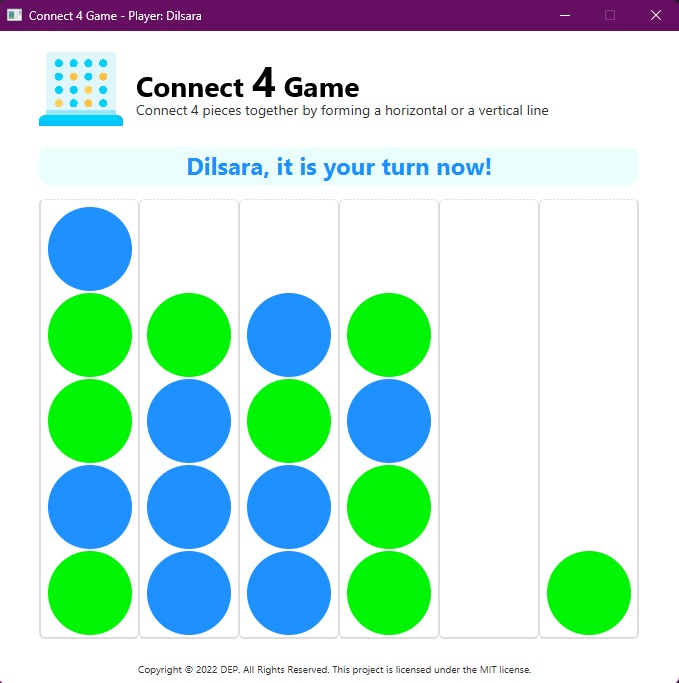 Connect 4 Game - Player: Dilsara
Connect 4 Game
Connect 4 pieces together by forming a horizontal or a vertical line
Dilsara, it is your turn now!
Copyright © 2022 DEP. All Rights Reserved. This project is licensed under the MIT license.